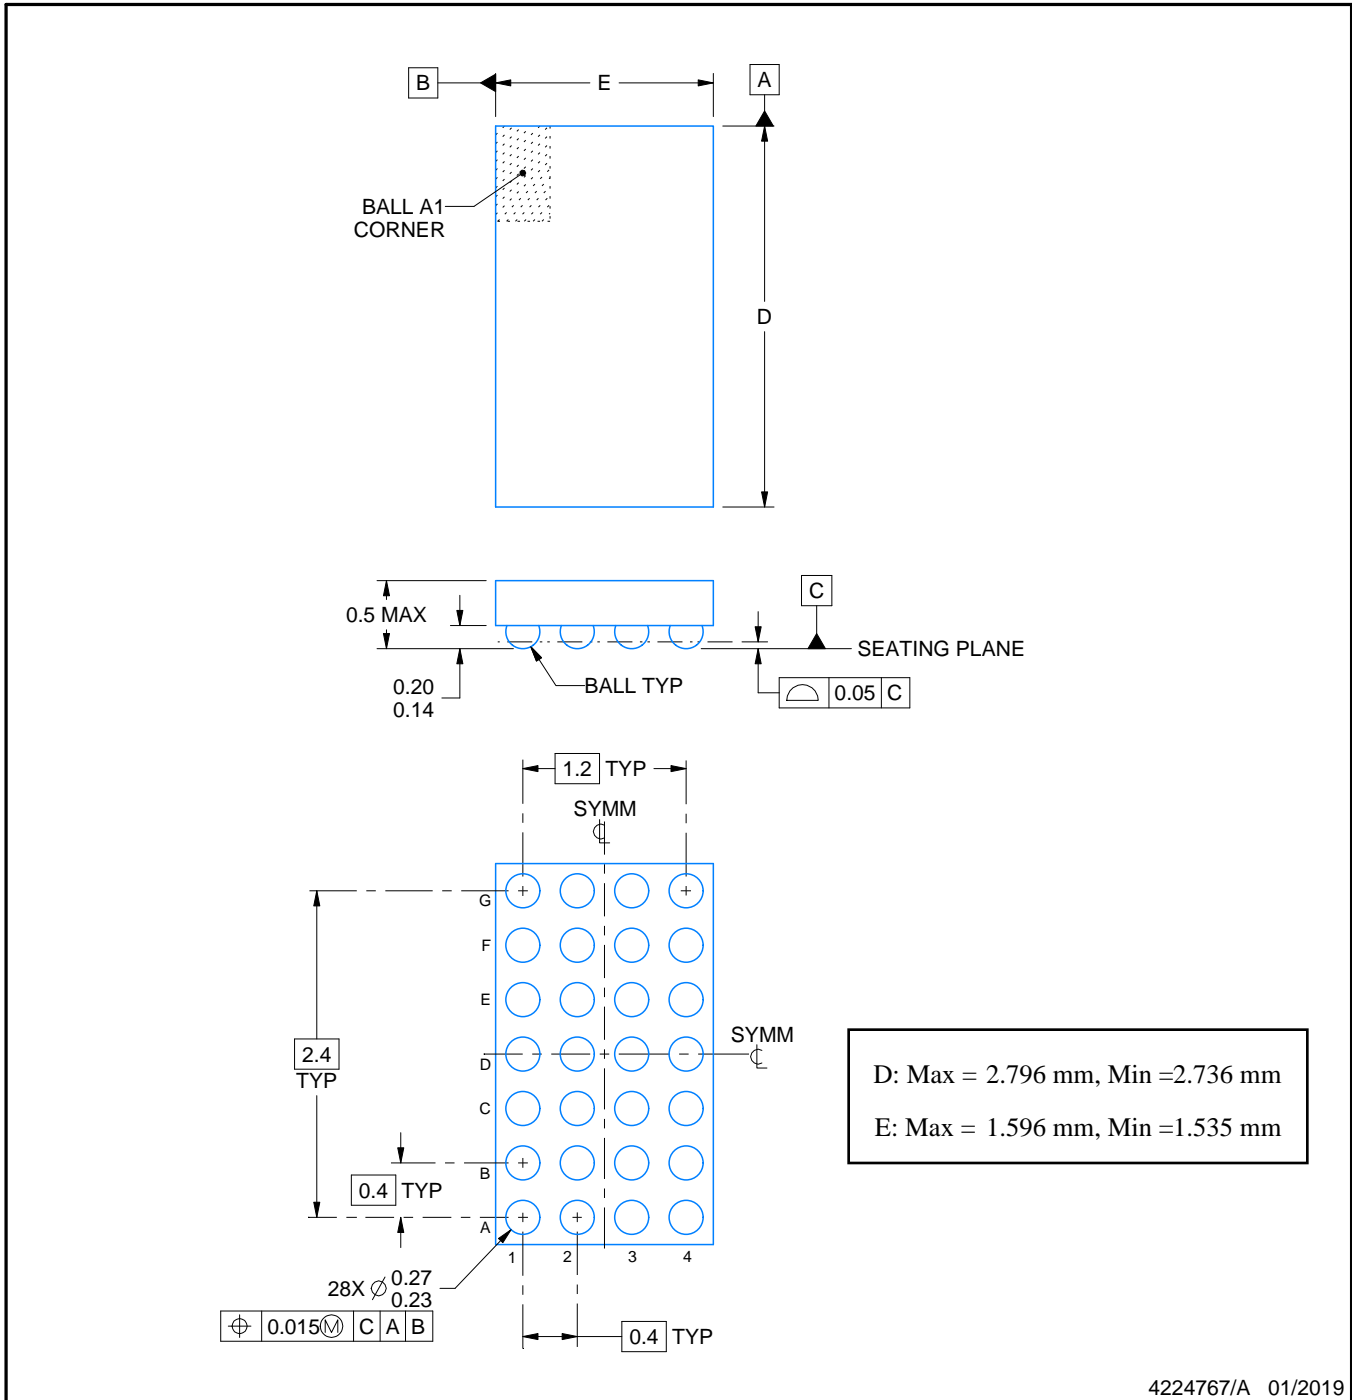 B
E
A
BALL A1
CORNER
D
0.5 MAX
C
SEATING PLANE
0.20
0.14
BALL TYP
0.05 C
1.2 TYP
SYMM
G
F
E
D
C
B
A
2.4
TYP
SYMM
D: Max = 2.796 mm, Min =2.736 mm
E: Max = 1.596 mm, Min =1.535 mm
0.4 TYP
1 2 3 4
28X ⌀ 0.27
0.23
⌖ 0.015Ⓜ C A B
0.4 TYP
4224767/A 01/2019